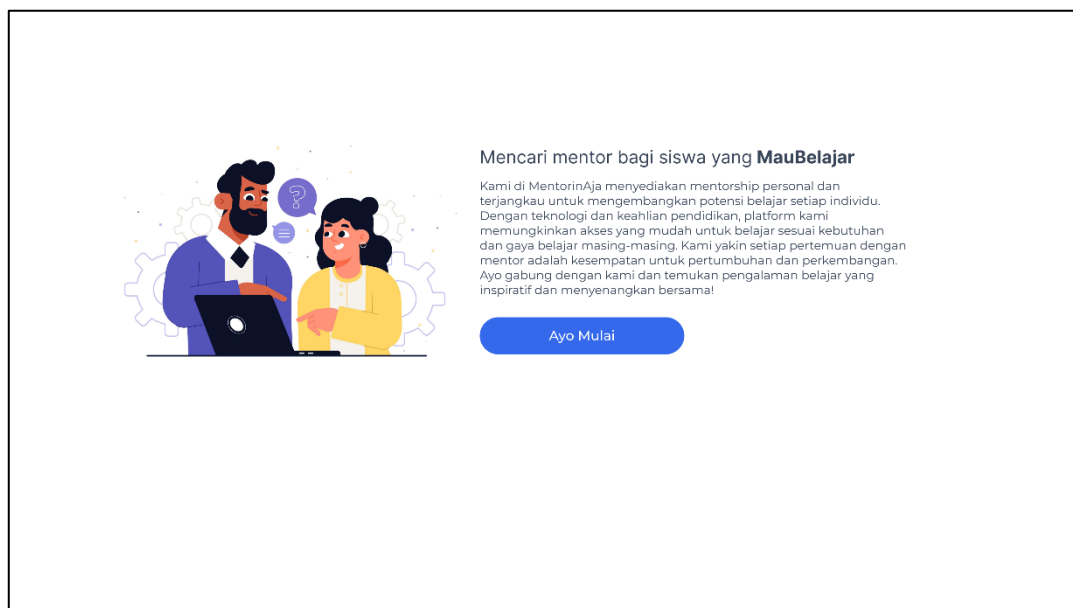 Mencari mentor bagi siswa yang MauBelajar
Kami di MentorinAja menyediakan mentorship personal dan
terjangkau untuk mengembangkan potensi belajar setiap individu.
Dengan teknologi dan keahlian pendidikan, platform kami
memungkinkan akses yang mudah untuk belajar sesuai kebutuhan
dan gaya belajar masing-masing. Kami yakin setiap pertemuan dengan
mentor adalah kesempatan untuk pertumbuhan dan perkembangan.
Ayo gabung dengan kami dan temukan pengalaman belajar yang
inspiratif dan menyenangkan bersama!
Ayo Mulai